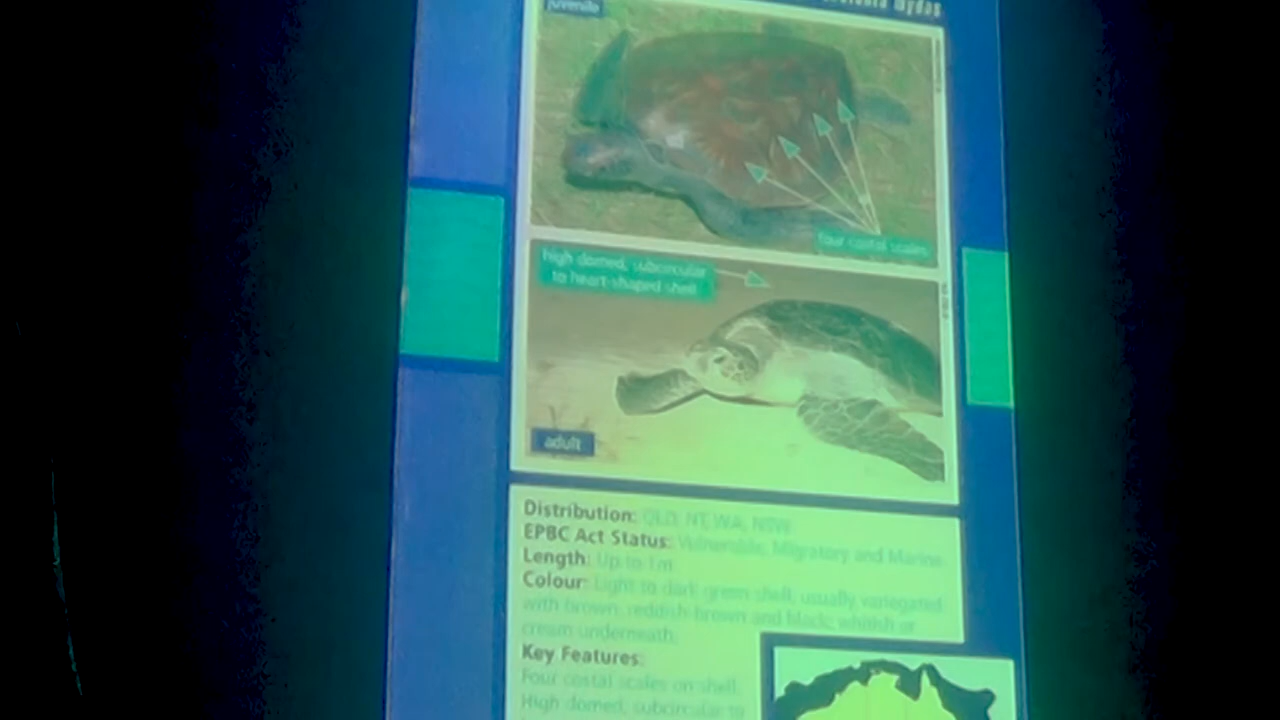 mydas
juvenile
four costal scales
high domed, subcircular
to heart-shaped shell
adult
Distribution: QLD, NT, WA, NSW
EPBC Act Status: Vulnerable, Migratory and Marine
Length: Up to 1m
Colour: Light to dark green shell, usually variegated
with brown, reddish-brown and black; whitish or
cream underneath.
Key Features:
Four costal scales on shell.
High domed, subcircular to